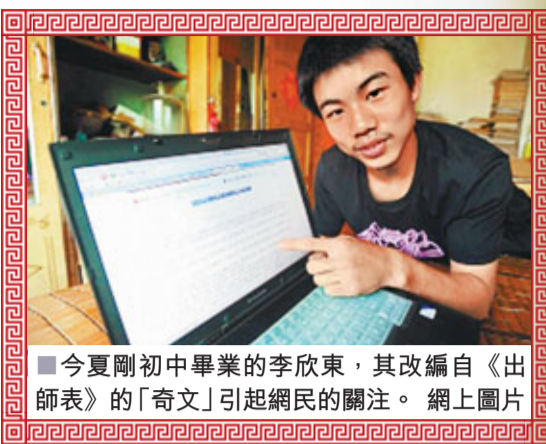 ■今夏剛初中畢業的李欣東，其改編自《出
師表》的「奇文」引起網民的關注。 網上圖片